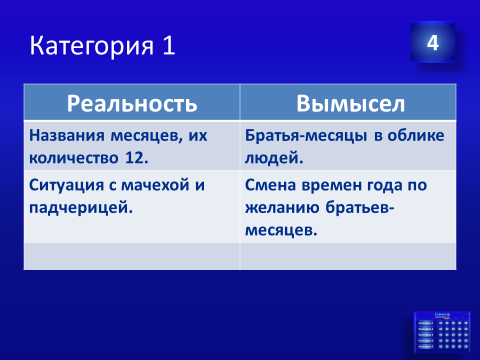 Категория 1
4
Реальность
Вымысел
Названия месяцев, их
количество 12.
Братья-месяцы в облике
людей.
Ситуация с мачехой и
падчерицей.
Смена времен года по
желанию братьев-
месяцев.